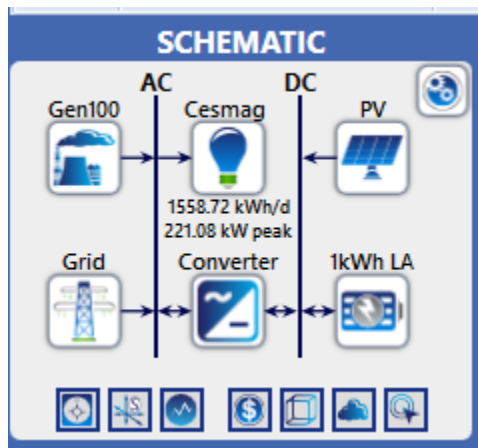 SCHEMATIC
AC DC
Gen100 Cesmag PV
1558.72 kWh/d
221.08 kW peak
Grid Converter 1kWh LA